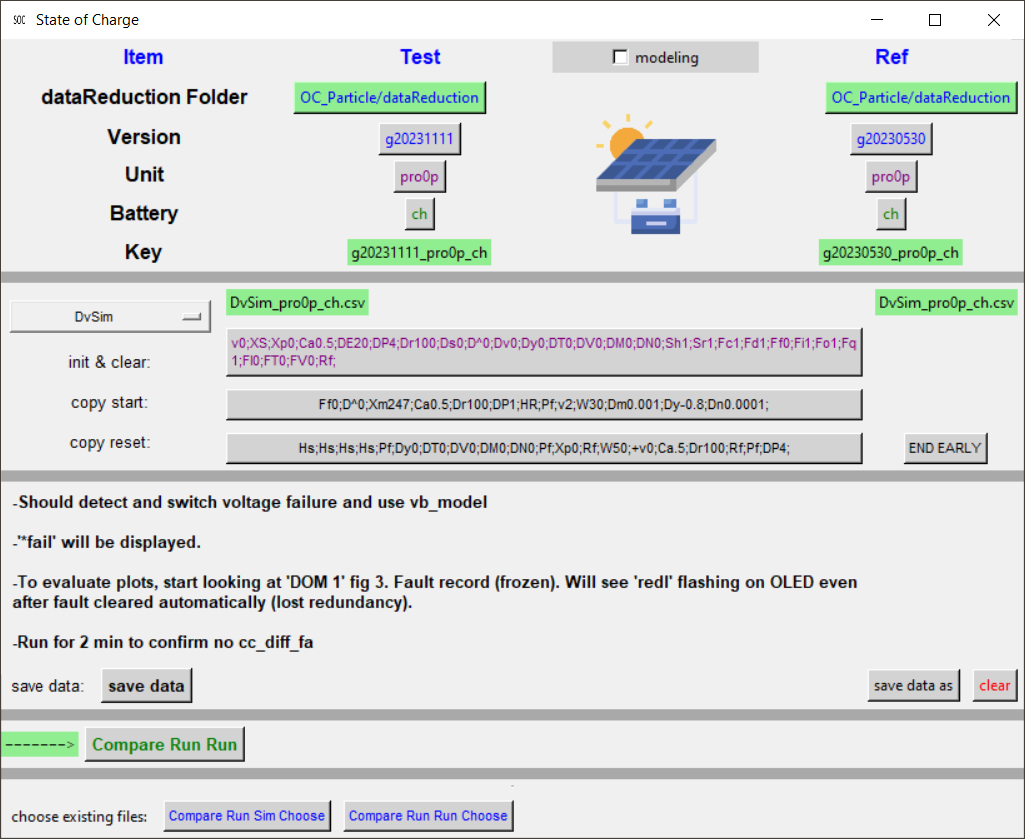 SOC State of Charge
Item Test modeling Ref
dataReduction Folder OC_Particle/dataReduction OC_Particle/dataReduction
Version g20231111 g20230530
Unit pro0p pro0p
Battery ch ch
Key g20231111_pro0p_ch g20230530_pro0p_ch
DvSim DvSim_pro0p_ch.csv DvSim_pro0p_ch.csv
init & clear: v0;XS;Xp0;Ca0.5;DE20;DP4;Dr100;Ds0;D^0;Dv0;Dy0;DT0;DV0;DM0;DN0;Sh1;Sr1;Fc1;Fd1;Ff0;Fi1;Fo1;Fq
1;FI0;FT0;FV0;Rf;
copy start: Ff0;D^0;Xm247;Ca0.5;Dr100;DP1;HR;Pf;v2;W30;Dm0.001;Dy-0.8;Dn0.0001;
copy reset: Hs;Hs;Hs;Hs;Pf;Dy0;DT0;DV0;DM0;DN0;Pf;Xp0;Rf;W50;+v0;Ca.5;Dr100;Rf;Pf;DP4; END EARLY
-Should detect and switch voltage failure and use vb_model
-'*fail' will be displayed.
-To evaluate plots, start looking at 'DOM 1' fig 3. Fault record (frozen). Will see 'redl' flashing on OLED even
after fault cleared automatically (lost redundancy).
-Run for 2 min to confirm no cc_diff_fa
save data: save data save data as clear
-------> Compare Run Run
choose existing files: Compare Run Sim Choose Compare Run Run Choose